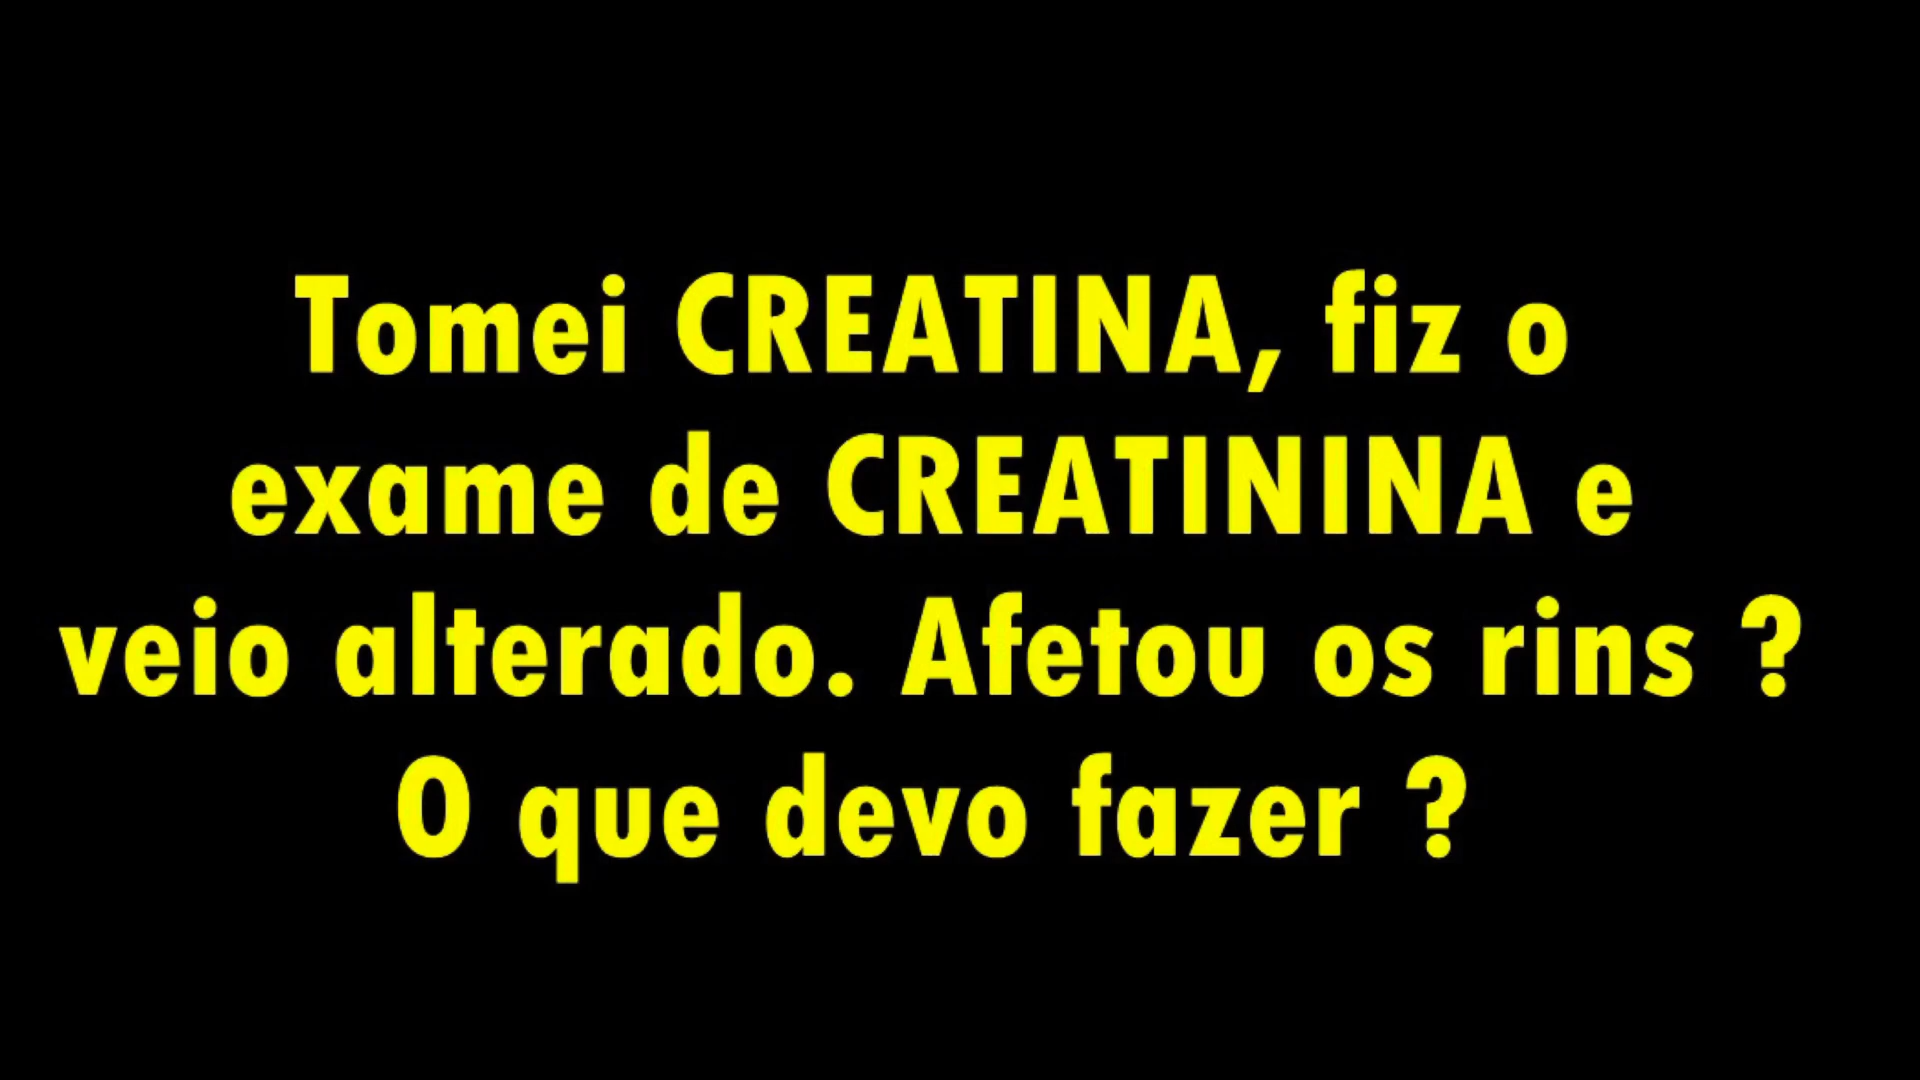 Tomei CREATINA, fiz o
exame de CREATININA e
veio alterado. Afetou os rins ?
O que devo fazer ?